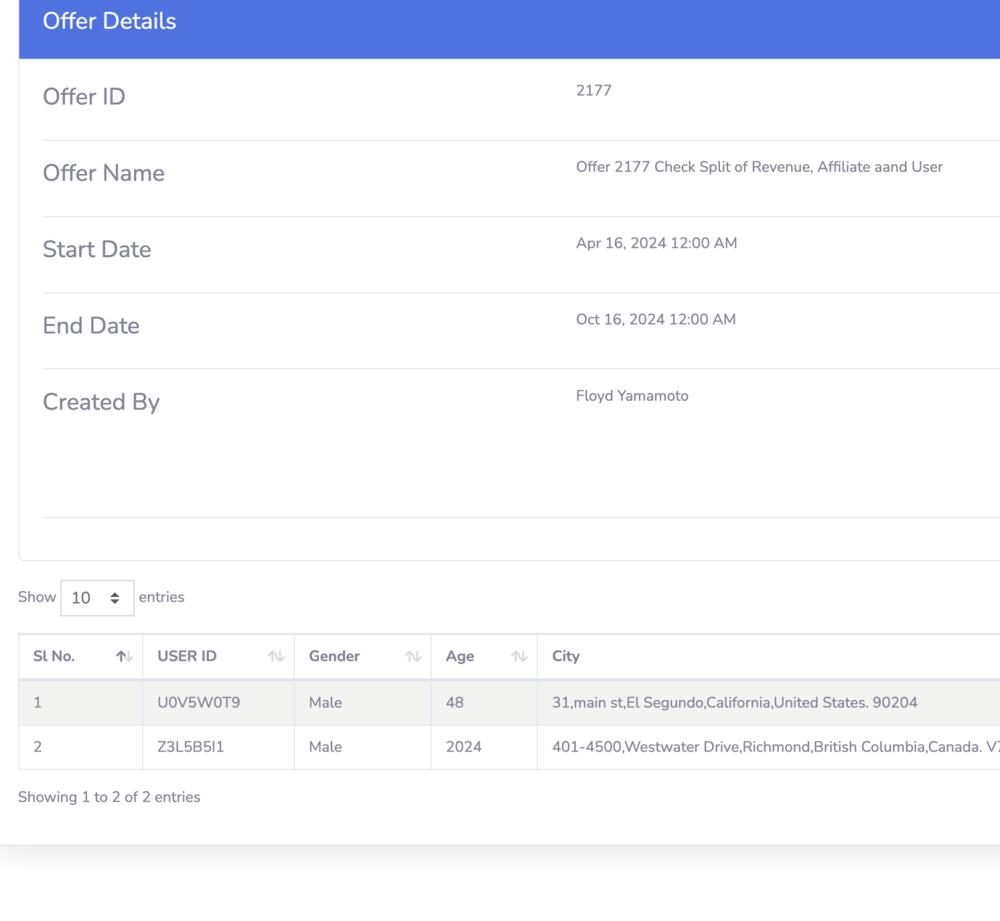 Offer Details
Offer ID 2177
Offer Name Offer 2177 Check Split of Revenue, Affiliate aand User
Start Date Apr 16, 2024 12:00 AM
End Date Oct 16, 2024 12:00 AM
Created By Floyd Yamamoto
Show 10 entries
Sl No. USER ID Gender Age City
1 U0V5W0T9 Male 48 31,main st,El Segundo,California,United States. 90204
2 Z3L5B5I1 Male 2024 401-4500,Westwater Drive,Richmond,British Columbia,Canada.
Showing 1 to 2 of 2 entries